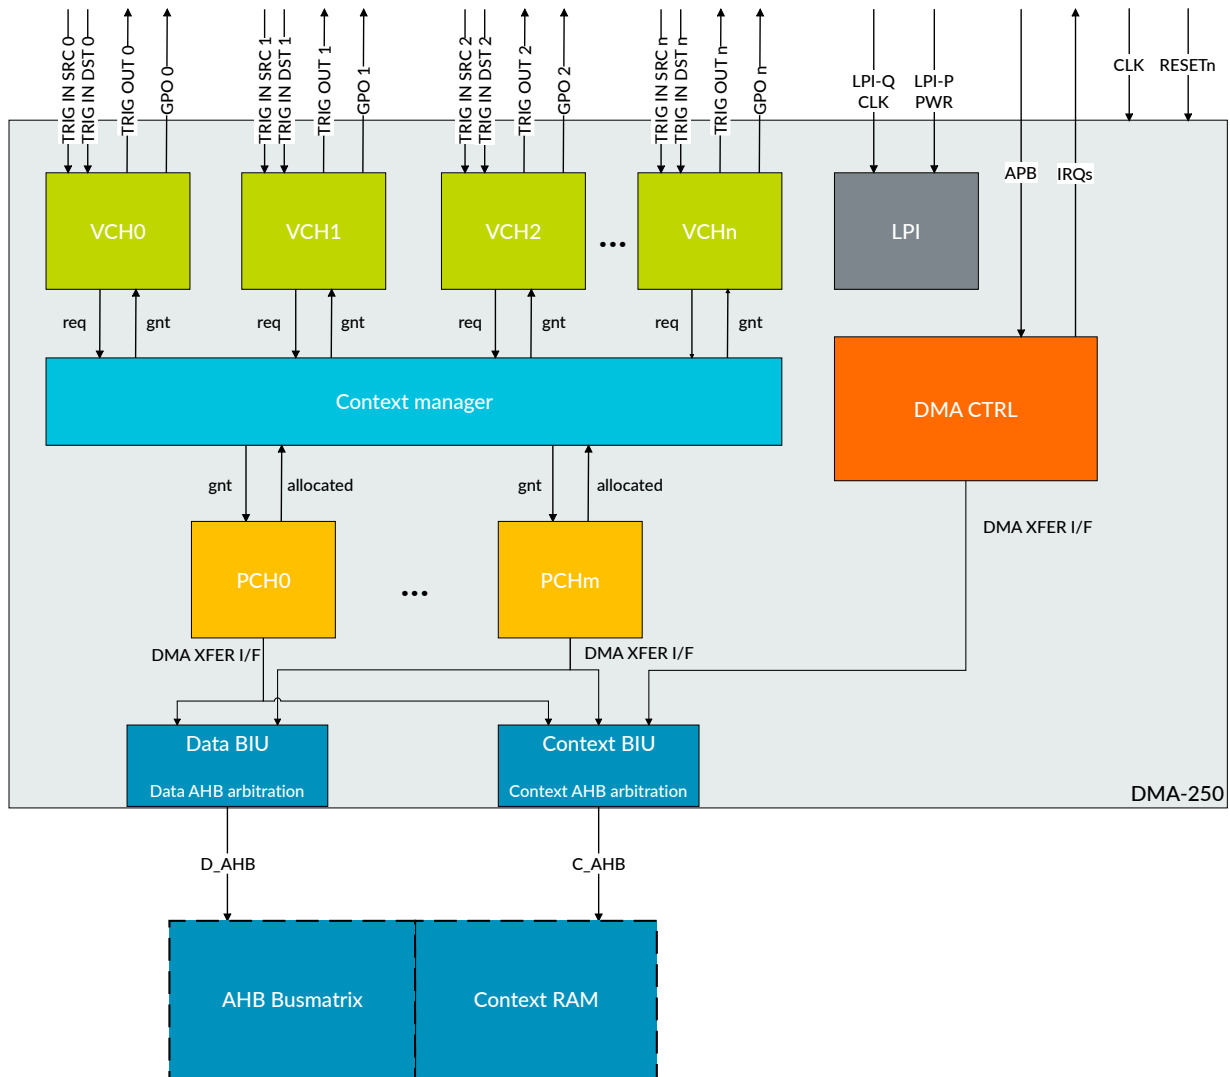 TRIG IN SRC 0
TRIG IN DST 0
TRIG OUT 0
GPO 0
TRIG IN SRC 1
TRIG IN DST 1
TRIG OUT 1
GPO 1
TRIG IN SRC 2
TRIG IN DST 2
TRIG OUT 2
GPO 2
TRIG IN SRC n
TRIG IN DST n
TRIG OUT n
GPO n
LPI-Q
CLK
LPI-P
PWR
CLK
RESETn
APB
IRQs
VCH0
VCH1
VCH2
...
VCHn
LPI
req
gnt
req
gnt
req
gnt
req
gnt
Context manager
DMA CTRL
gnt
allocated
gnt
allocated
DMA XFER I/F
PCH0
...
PCHm
DMA XFER I/F
DMA XFER I/F
Data BIU
Data AHB arbitration
Context BIU
Context AHB arbitration
DMA-250
D_AHB
C_AHB
AHB Busmatrix
Context RAM